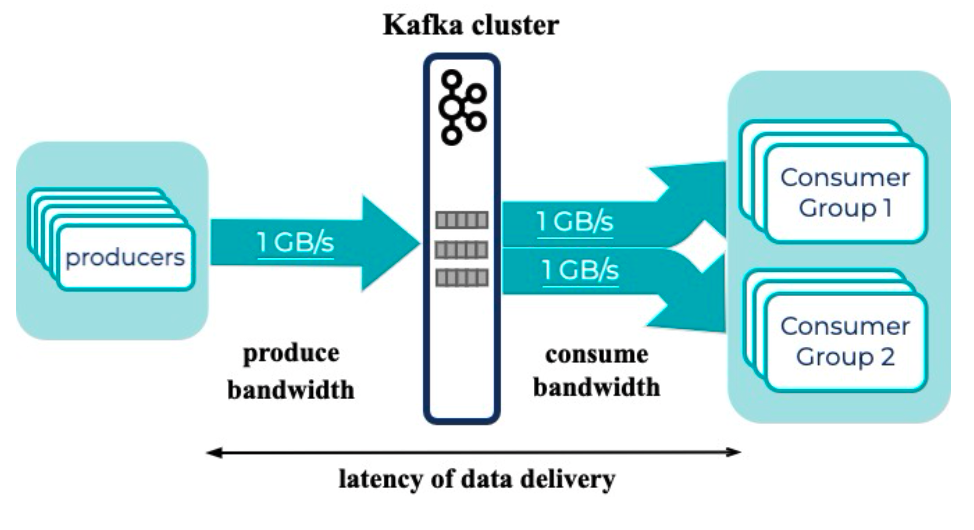 Kafka cluster
producers
1 GB/s
1 GB/s
1 GB/s
Consumer
Group 1
Consumer
Group 2
produce
bandwidth
consume
bandwidth
latency of data delivery